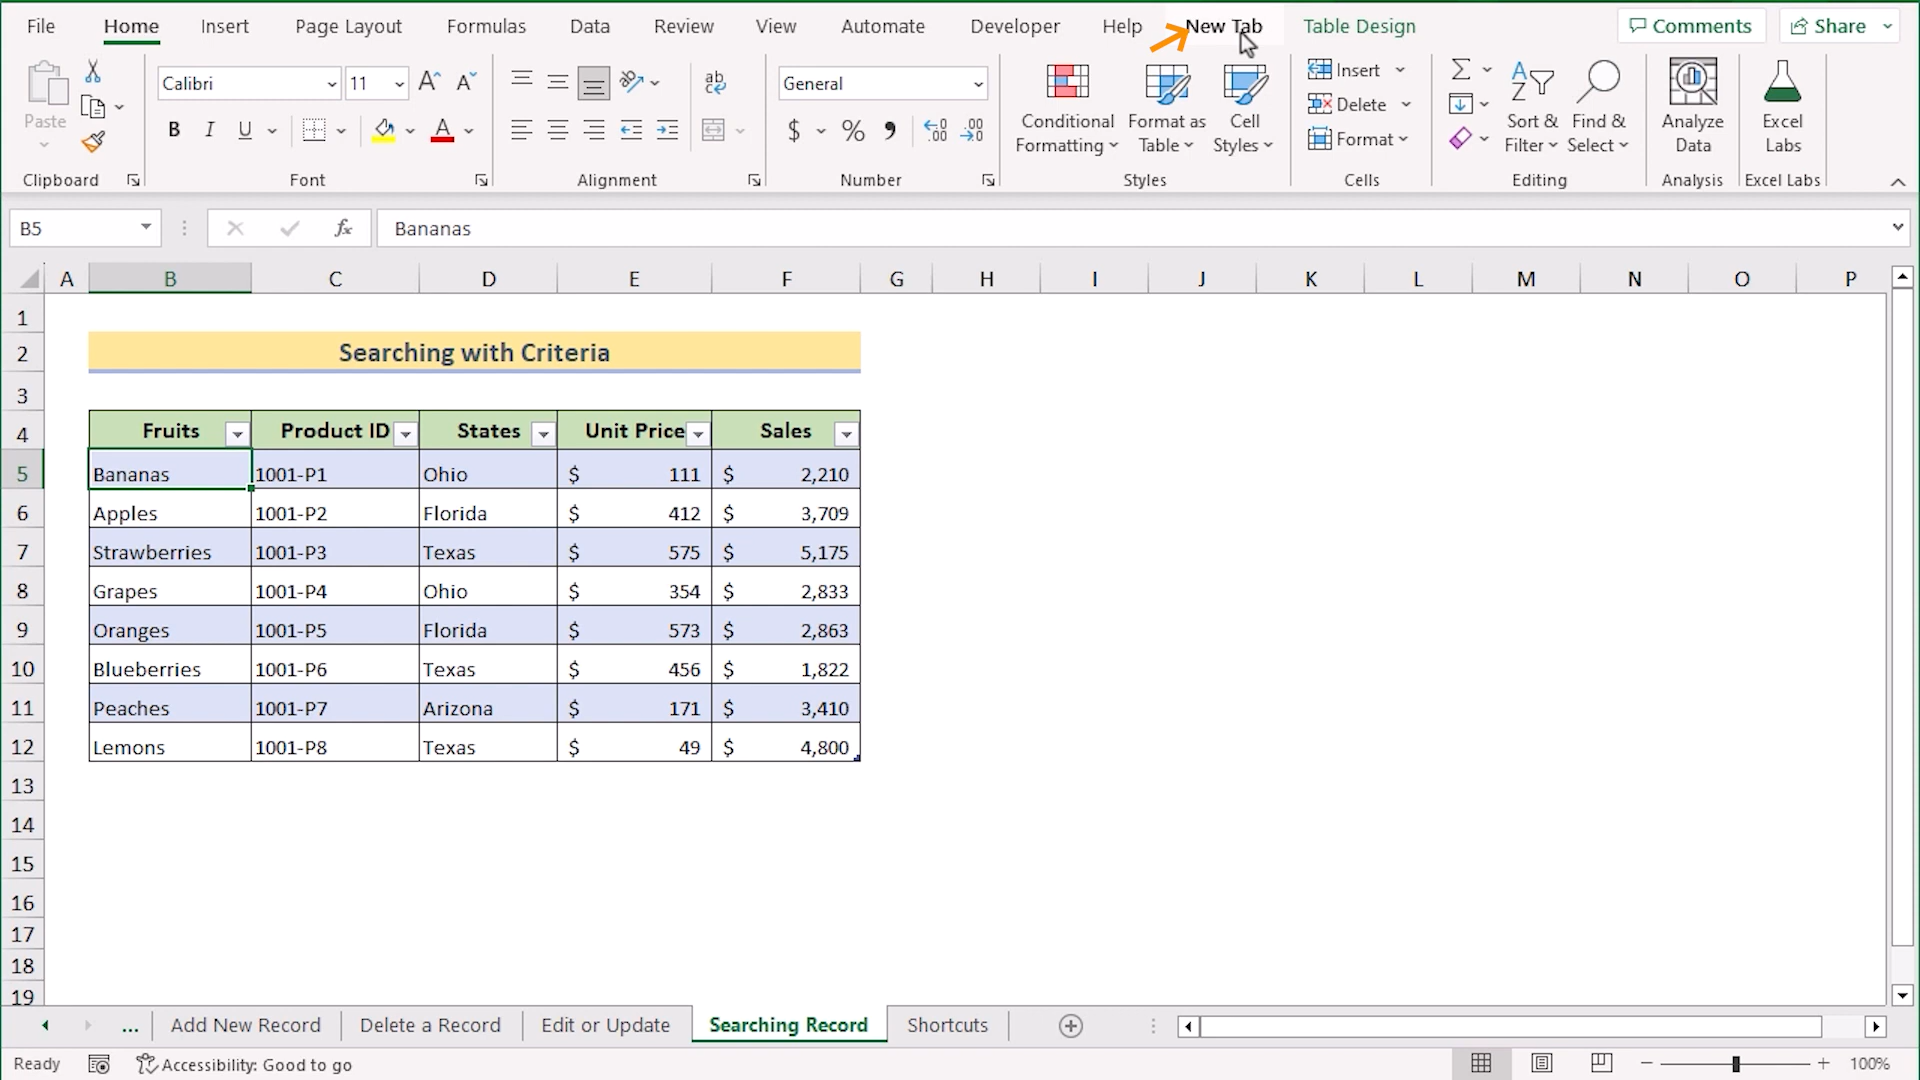 File Home Insert Page Layout Formulas Data Review View Automate Developer Help New Tab Table Design Comments Share
Calibri 11 A A ab General Insert Σ A Z
Paste B I U A $ % 9 .00 .0 Conditional Formatting Format as Table Cell Styles Delete Sort & Filter Find & Select Analyze Data Excel Labs
Format
Clipboard Font Alignment Number Styles Cells Editing Analysis Excel Labs
B5 fx Bananas
A B C D E F G H I J K L M N O P
1
2 Searching with Criteria
3
4 Fruits Product ID States Unit Price Sales
5 Bananas 1001-P1 Ohio $ 111 $ 2,210
6 Apples 1001-P2 Florida $ 412 $ 3,709
7 Strawberries 1001-P3 Texas $ 575 $ 5,175
8 Grapes 1001-P4 Ohio $ 354 $ 2,833
9 Oranges 1001-P5 Florida $ 573 $ 2,863
10 Blueberries 1001-P6 Texas $ 456 $ 1,822
11 Peaches 1001-P7 Arizona $ 171 $ 3,410
12 Lemons 1001-P8 Texas $ 49 $ 4,800
13
14
15
16
17
18
19
... Add New Record Delete a Record Edit or Update Searching Record Shortcuts
Ready Accessibility: Good to go 100%